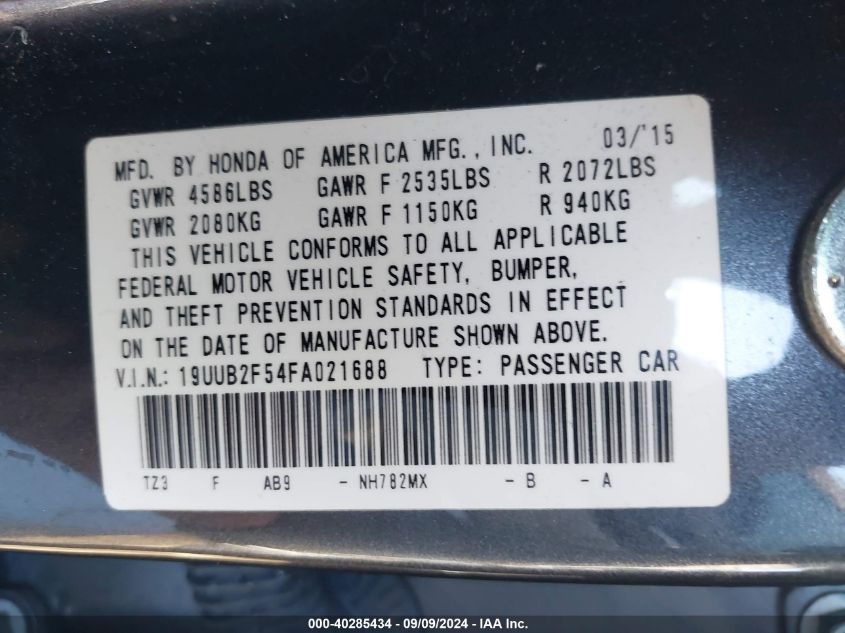 MFD. BY HONDA OF AMERICA MFG., INC. 03/'15
GVWR 4586LBS GAWR F 2535LBS R 2072LBS
GVWR 2080KG GAWR F 1150KG R 940KG
THIS VEHICLE CONFORMS TO ALL APPLICABLE
FEDERAL MOTOR VEHICLE SAFETY, BUMPER,
AND THEFT PREVENTION STANDARDS IN EFFECT
ON THE DATE OF MANUFACTURE SHOWN ABOVE.
V.I.N.: 19UUB2F54FA021688 TYPE: PASSENGER CAR
TZ3 F AB9 - NH782MX - B - A
000-40285434 - 09/09/2024 - IAA Inc.